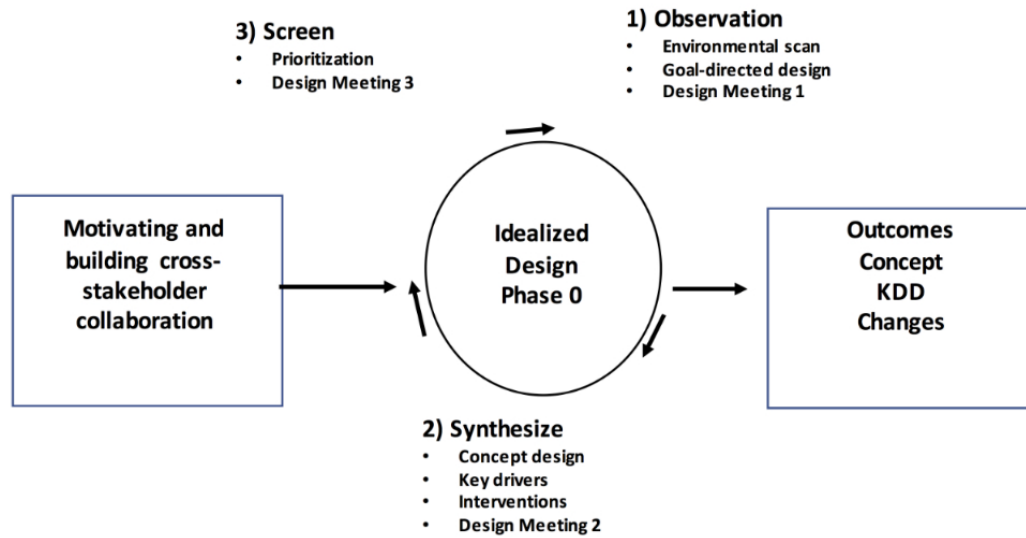 3) Screen
• Prioritization
• Design Meeting 3
1) Observation
• Environmental scan
• Goal-directed design
• Design Meeting 1
Motivating and
building cross-
stakeholder
collaboration
Idealized
Design
Phase 0
Outcomes
Concept
KDD
Changes
2) Synthesize
• Concept design
• Key drivers
• Interventions
• Design Meeting 2